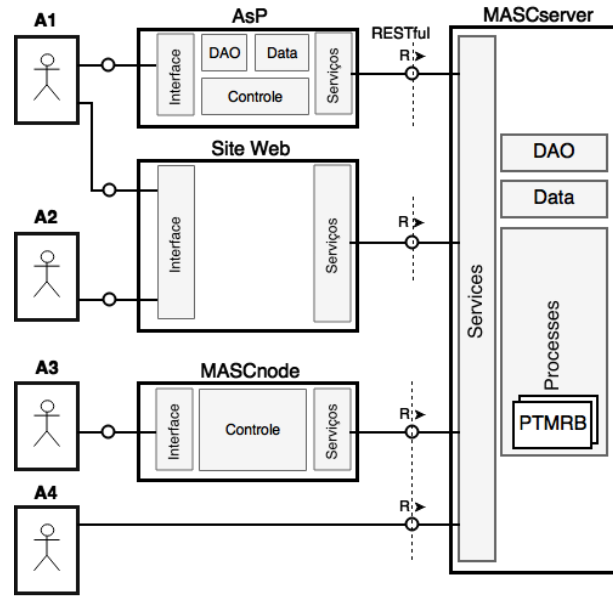 A1
AsP
RESTful
MASCserver
Interface
DAO
Data
Controle
Serviços
R
Site Web
Interface
Serviços
R
A2
DAO
Data
Services
Processes
PTMRB
A3
MASCnode
Interface
Controle
Serviços
R
A4
R